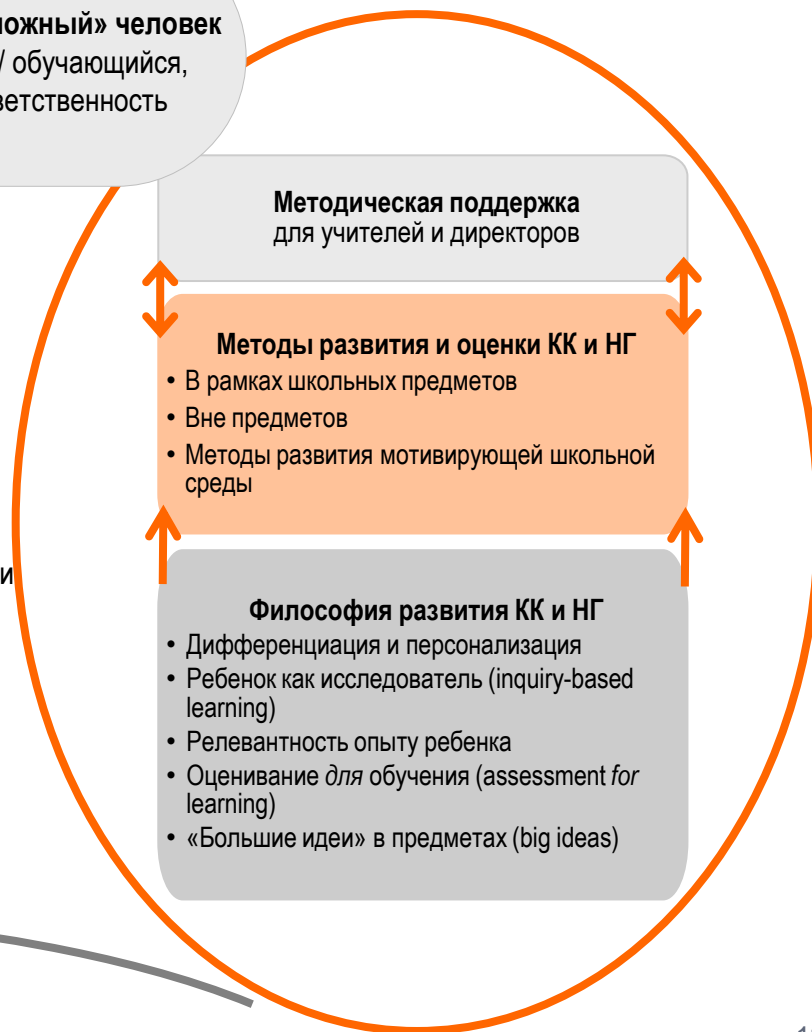 человек
/ обучающийся,
Методическая поддержка
для учителей и директоров
Методы развития и оценки КК и НГ
• В рамках школьных предметов
• Вне предметов
• Методы развития мотивирующей школьной
среды
и
Философия развития КК и НГ
• Дифференциация и персонализация
• Ребенок как исследователь (inquiry-based
learning)
• Релевантность опыту ребенка
• Оценивание для обучения (assessment for
learning)
• «Большие идеи» в предметах (big ideas)